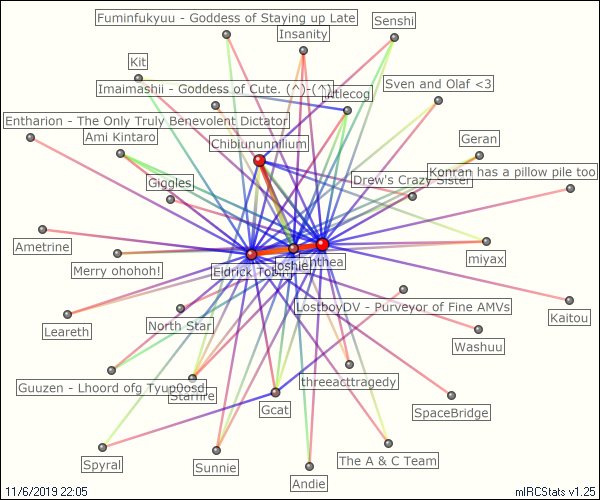 Fuminfukyuu - Goddess of Staying up Late
Senshi
Insanity
Kit
Sven and Olaf <3
Imaimashii - Goddess of Cute. (^)-(^)
Entharion - The Only Truly Benevolent Dictator
Ami Kintaro
Geran
Chibiununnilium
Konran has a pillow pile too
Drew's Crazy Sister
Giggles
Ametrine
miyax
Merry ohohoh!
Eldrick Tobin
LostboyDV - Purveyor of Fine AMVs
Kaitou
Leareth
North Star
Washuu
threeacttragedy
Guuzen - Lhoord ofg Tyup0osd
Starfire
Gcat
SpaceBridge
The A & C Team
Spyral
Sunnie
Andie
11/6/2019 22:05
mIRCStats v1.25